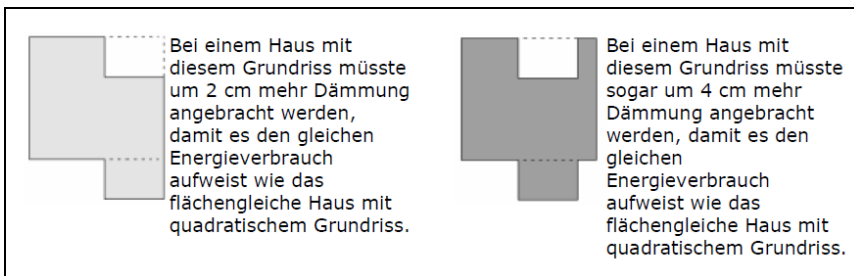 Bei einem Haus mit
diesem Grundriss müsste
um 2 cm mehr Dämmung
angebracht werden,
damit es den gleichen
Energieverbrauch
aufweist wie das
flächengleiche Haus mit
quadratischem Grundriss.
Bei einem Haus mit
diesem Grundriss müsste
sogar um 4 cm mehr
Dämmung angebracht
werden, damit es den
gleichen
Energieverbrauch
aufweist wie das
flächengleiche Haus mit
quadratischem Grundriss.